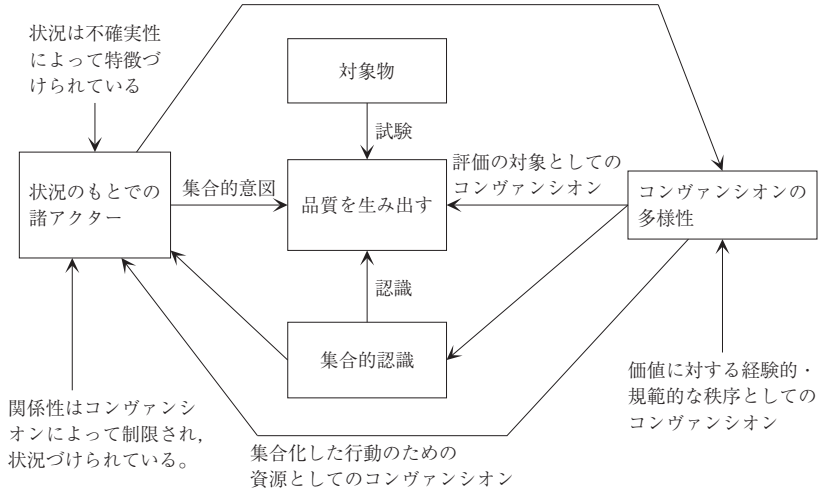 状況は不確実性
によって特徴づ
けられている
対象物
試験
状況のもとでの
諸アクター
集合的意図
品質を生み出す
評価の対象としての
コンヴァンシオン
コンヴァンシオンの
多様性
認識
集合的認識
関係性はコンヴァンシ
オンによって制限され,
状況づけられている。
集合化した行動のための
資源としてのコンヴァンシオン
価値に対する経験的・
規範的な秩序としての
コンヴァンシオン